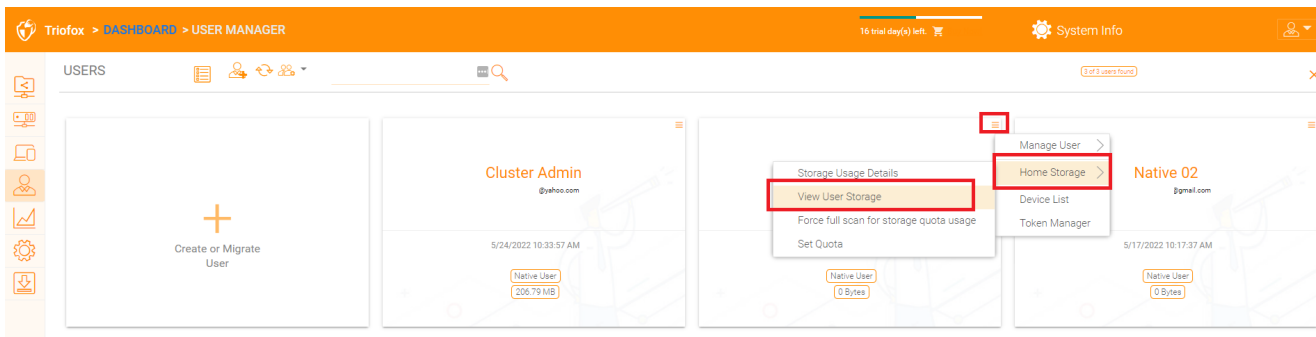 Triofox > DASHBOARD > USER MANAGER
16 trial day(s) left.
System Info
USERS
3 of 3 users found
Manage User
Cluster Admin
Storage Usage Details
Home Storage
Native 02
@yahoo.com
View User Storage
@gmail.com
Device List
Force full scan for storage quota usage
Token Manager
Create or Migrate
User
5/24/2022 10:33:57 AM
Set Quota
5/17/2022 10:17:37 AM
Native User
206.79 MB
Native User
0 Bytes
Native User
0 Bytes